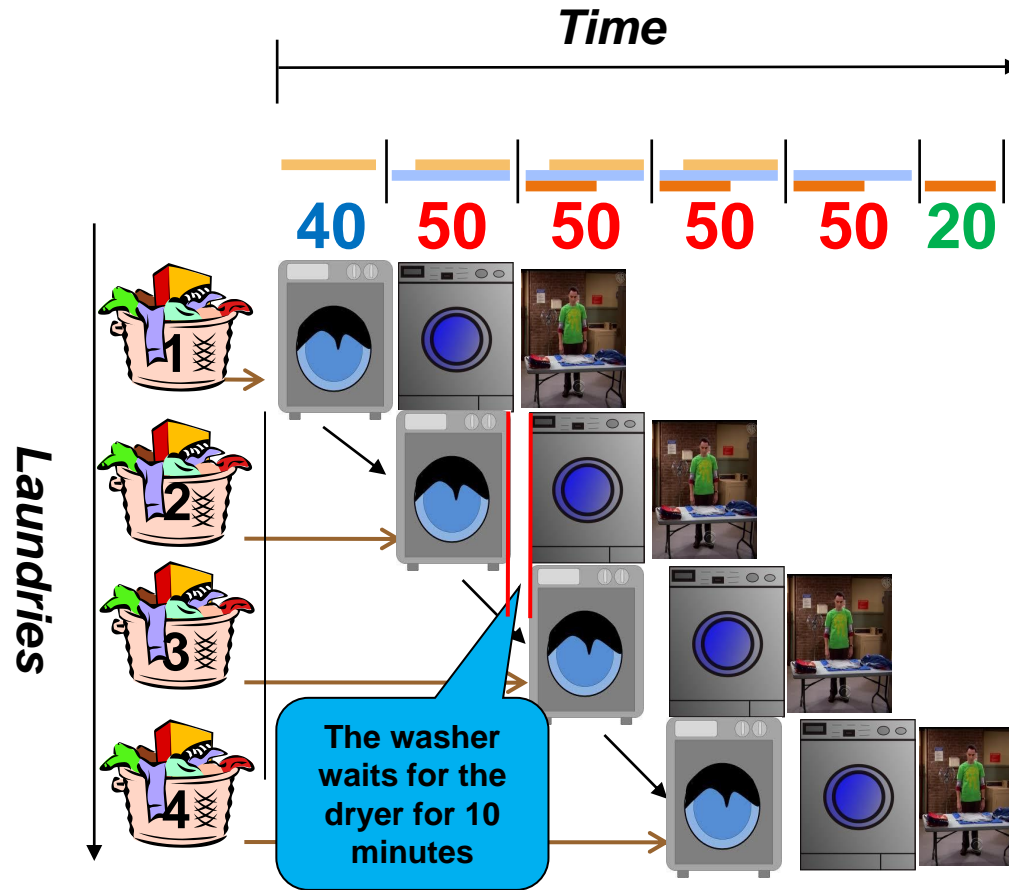 Time
40 50 50 50 50 20
Laundries
1
2
3
4
The washer
waits for the
dryer for 10
minutes